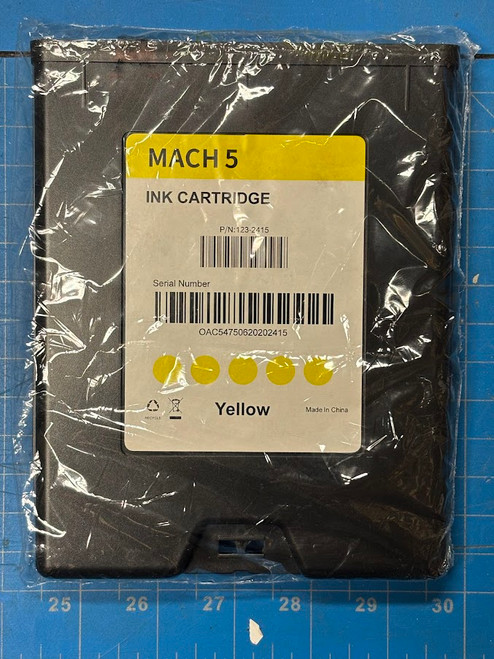 MACH 5
INK CARTRIDGE
P/N:123-2415
Serial Number
OAC54750620202415
RECYCLE
Yellow
Made In China
25 26 27 28 29 30